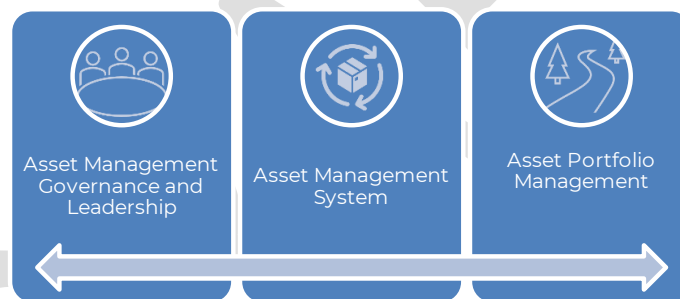 Asset Management
Governance and
Leadership
Asset Management
System
Asset Portfolio
Management